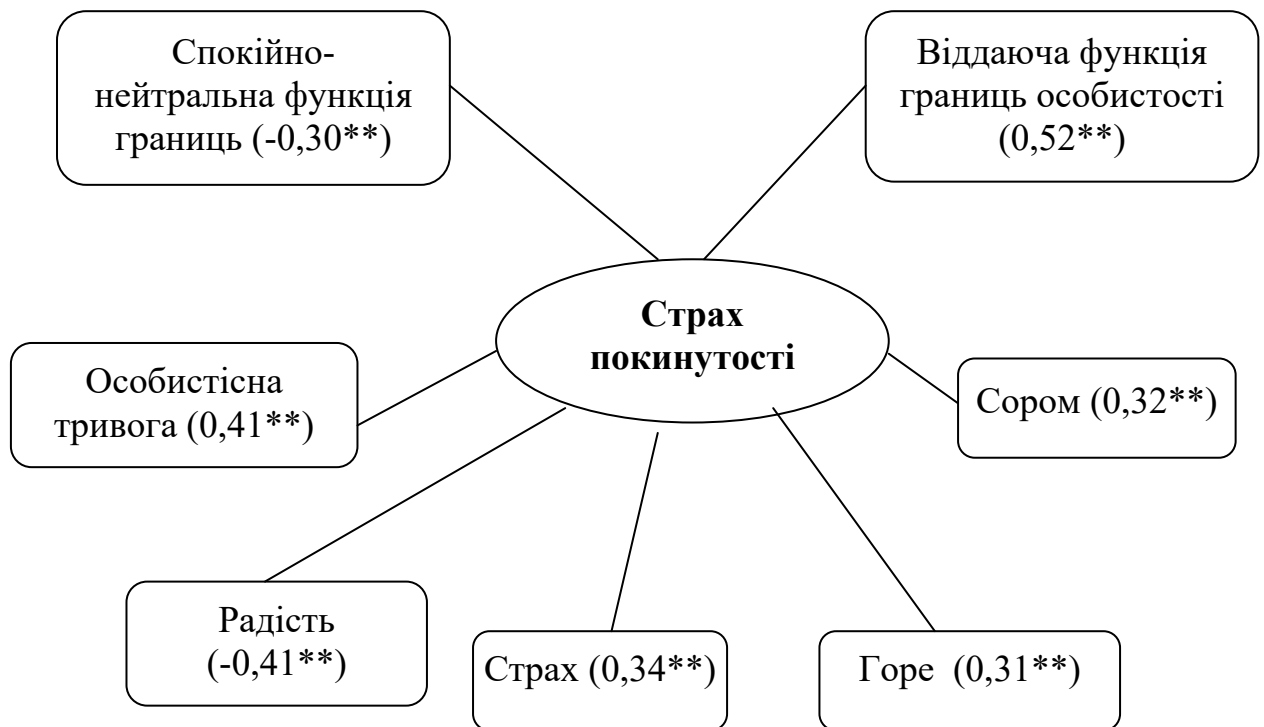 Спокійно-
нейтральна функція
границь (-0,30**)
Віддаюча функція
границь особистості
(0,52**)
Страх
покинутості
Особистісна
тривога (0,41**)
Сором (0,32**)
Радість
(-0,41**)
Страх (0,34**)
Горе (0,31**)